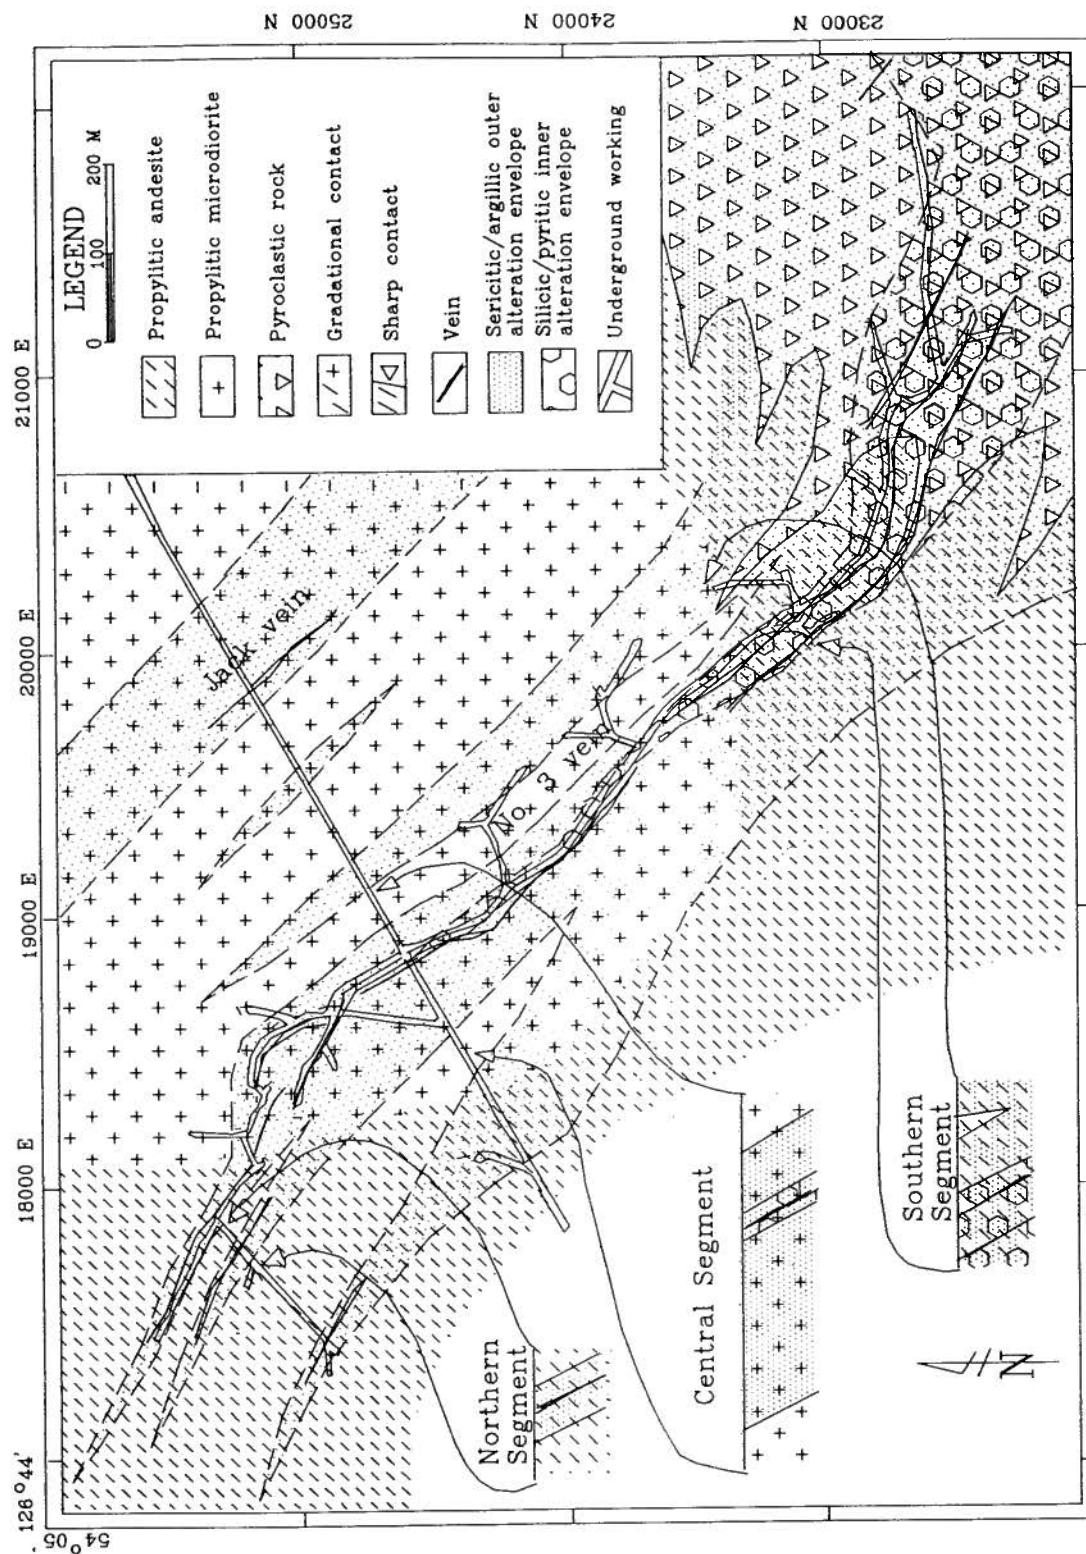 LEGEND
0 100 200 M
Propylitic andesite
Propylitic microdiorite
Pyroclastic rock
Gradational contact
Sharp contact
Vein
Sericitic/argillic outer
alteration envelope
Silicic/pyritic inner
alteration envelope
Underground working
25000 N
24000 N
23000 N
21000 E
20000 E
19000 E
18000 E
126°44'
54°05'
Jack vein
No. 3 vein
Northern
Segment
Central Segment
Southern
Segment
N